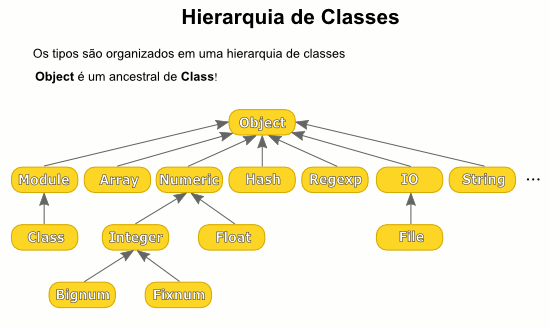 Hierarquia de Classes
Os tipos são organizados em uma hierarquia de classes
Object é um ancestral de Class!
Object
Module Array Numeric Hash Regexp IO String ...
Class Integer Float File
Bignum Fixnum